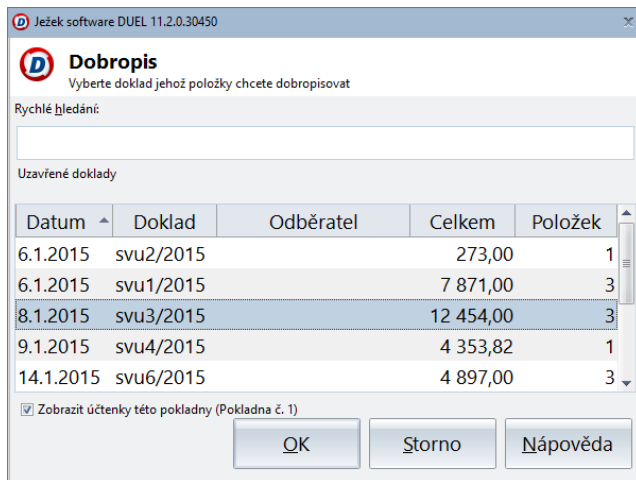 Ježek software DUEL 11.2.0.30450
Dobropis
Vyberte doklad jehož položky chcete dobropisovat
Rychlé hledání:
Uzavřené doklady
Datum Doklad Odběratel Celkem Položek
6.1.2015 svu2/2015 273,00 1
6.1.2015 svu1/2015 7 871,00 3
8.1.2015 svu3/2015 12 454,00 3
9.1.2015 svu4/2015 4 353,82 1
14.1.2015 svu6/2015 4 897,00 3
Zobrazit účtenky této pokladny (Pokladna č. 1)
OK Storno Nápověda